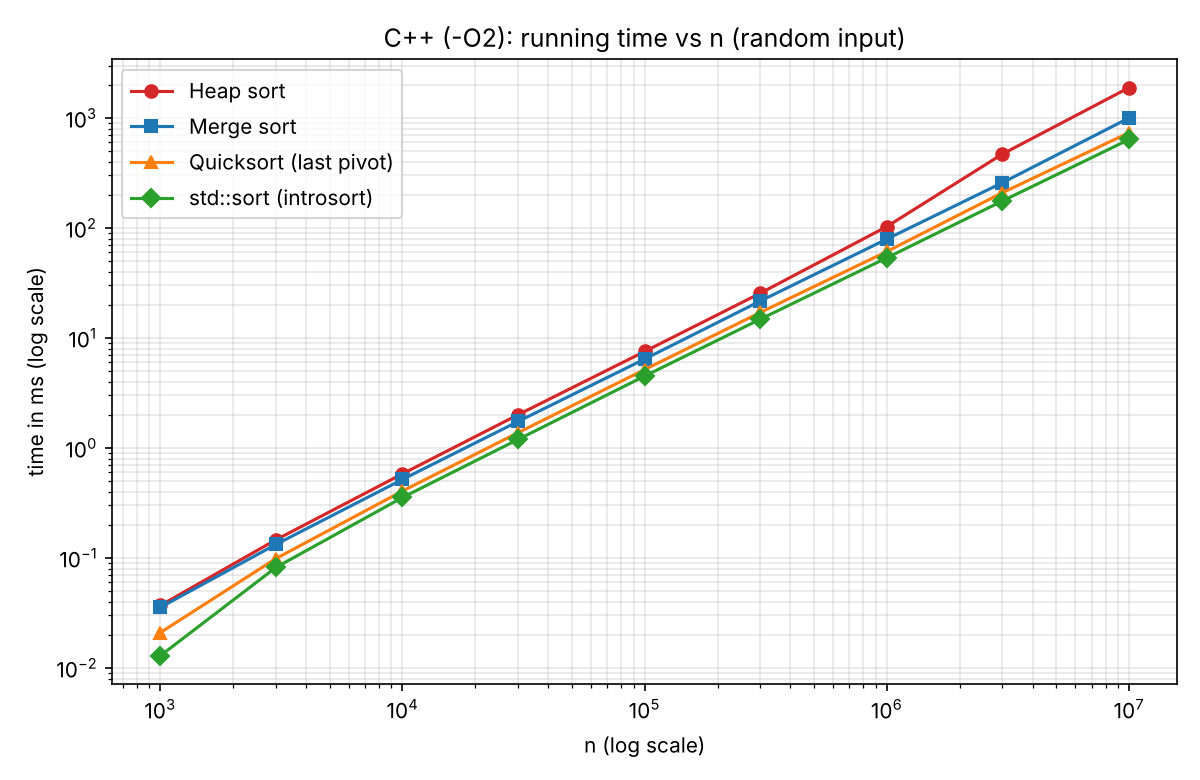 C++ (-O2): running time vs n (random input)
Heap sort
Merge sort
Quicksort (last pivot)
std::sort (introsort)
time in ms (log scale)
10³
10²
10¹
10⁰
10⁻¹
10⁻²
10³ 10⁴ 10⁵ 10⁶ 10⁷
n (log scale)